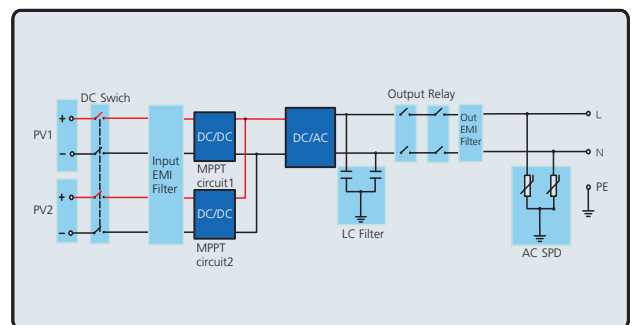 DC Swich
Output Relay
+
PV1
−
+
PV2
−
Input
EMI
Filter
DC/DC
MPPT
circuit1
DC/DC
MPPT
circuit2
DC/AC
LC Filter
Out
EMI
Filter
L
N
PE
AC SPD